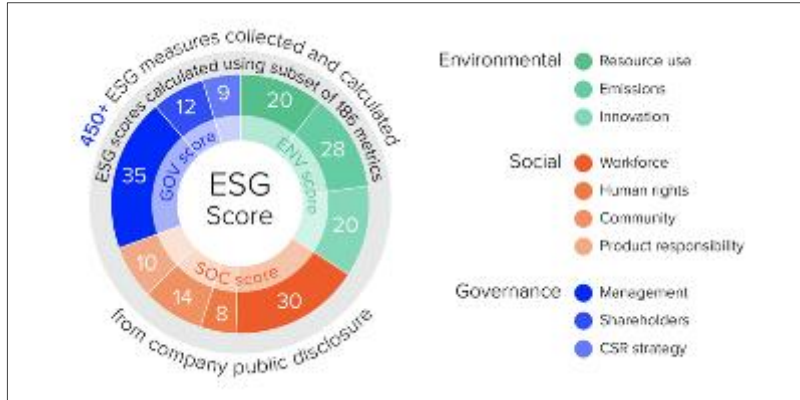 450+ ESG measures collected and calculated
ESG scores calculated using subset of 186 metrics
9
20
28
20
30
8
14
10
35
12
GOV score
ENV score
SOC score
ESG
Score
from company public disclosure
Environmental
Resource use
Emissions
Innovation
Social
Workforce
Human rights
Community
Product responsibility
Governance
Management
Shareholders
CSR strategy